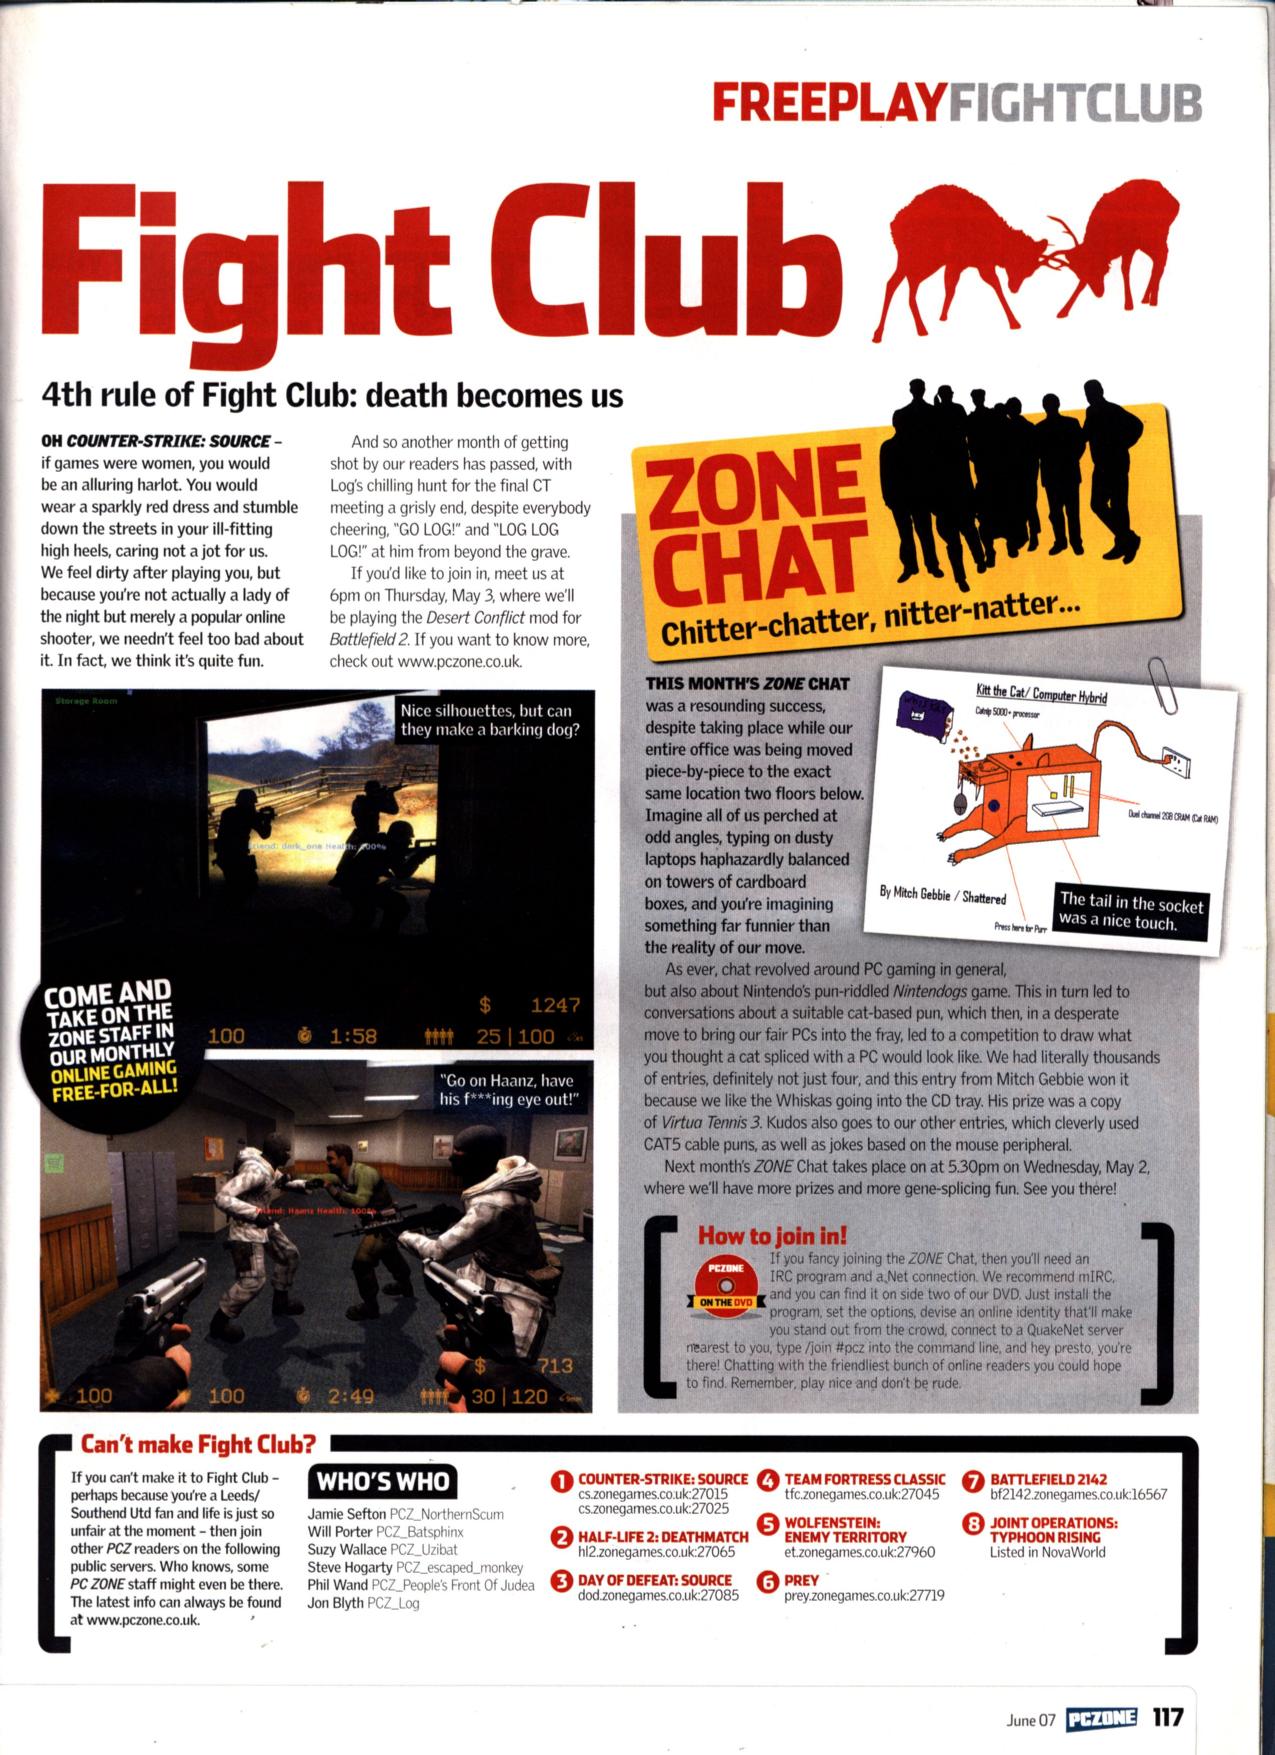 FREEPLAYFIGHTCLUB
Fight Club
4th rule of Fight Club: death becomes us
OH COUNTER-STRIKE: SOURCE –
if games were women, you would
be an alluring harlot. You would
wear a sparkly red dress and stumble
down the streets in your ill-fitting
high heels, caring not a jot for us.
We feel dirty after playing you, but
because you're not actually a lady of
the night but merely a popular online
shooter, we needn't feel too bad about
it. In fact, we think it's quite fun.
And so another month of getting
shot by our readers has passed, with
Log's chilling hunt for the final CT
meeting a grisly end, despite everybody
cheering, "GO LOG!" and "LOG LOG
LOG!" at him from beyond the grave.
If you'd like to join in, meet us at
6pm on Thursday, May 3, where we'll
be playing the Desert Conflict mod for
Battlefield 2. If you want to know more,
check out www.pczone.co.uk.
Storage Room
Nice silhouettes, but can
they make a barking dog?
Friend: dark_one Health: 100%
$ 1247
100 1:58 25|100
COME AND
TAKE ON THE
ZONE STAFF IN
OUR MONTHLY
ONLINE GAMING
FREE-FOR-ALL!
"Go on Haanz, have
his f***ing eye out!"
Friend: Haanz Health: 100%
$ 713
100 100 2:49 30|120
ZONE
CHAT
Chitter-chatter, nitter-natter...
THIS MONTH'S ZONE CHAT
was a resounding success,
despite taking place while our
entire office was being moved
piece-by-piece to the exact
same location two floors below.
Imagine all of us perched at
odd angles, typing on dusty
laptops haphazardly balanced
on towers of cardboard
boxes, and you're imagining
something far funnier than
the reality of our move.
As ever, chat revolved around PC gaming in general,
but also about Nintendo's pun-riddled Nintendogs game. This in turn led to
conversations about a suitable cat-based pun, which then, in a desperate
move to bring our fair PCs into the fray, led to a competition to draw what
you thought a cat spliced with a PC would look like. We had literally thousands
of entries, definitely not just four, and this entry from Mitch Gebbie won it
because we like the Whiskas going into the CD tray. His prize was a copy
of Virtua Tennis 3. Kudos also goes to our other entries, which cleverly used
CAT5 cable puns, as well as jokes based on the mouse peripheral.
Next month's ZONE Chat takes place on at 5.30pm on Wednesday, May 2,
where we'll have more prizes and more gene-splicing fun. See you there!
Kitt the Cat/ Computer Hybrid
Catnip 5000+ processor
Duel channel 2GB CRAM (Cat RAM)
By Mitch Gebbie / Shattered
Press here for Purr
The tail in the socket
was a nice touch.
How to join in!
PCZONE
ON THE DVD
If you fancy joining the ZONE Chat, then you'll need an
IRC program and a Net connection. We recommend mIRC,
and you can find it on side two of our DVD. Just install the
program, set the options, devise an online identity that'll make
you stand out from the crowd, connect to a QuakeNet server
nearest to you, type /join #pcz into the command line, and hey presto, you're
there! Chatting with the friendliest bunch of online readers you could hope
to find. Remember, play nice and don't be rude.
Can't make Fight Club?
If you can't make it to Fight Club –
perhaps because you're a Leeds/
Southend Utd fan and life is just so
unfair at the moment – then join
other PCZ readers on the following
public servers. Who knows, some
PC ZONE staff might even be there.
The latest info can always be found
at www.pczone.co.uk.
WHO'S WHO
Jamie Sefton PCZ_NorthernScum
Will Porter PCZ_Batsphinx
Suzy Wallace PCZ_Uzibat
Steve Hogarty PCZ_escaped_monkey
Phil Wand PCZ_People's Front Of Judea
Jon Blyth PCZ_Log
1 COUNTER-STRIKE: SOURCE
cs.zonegames.co.uk:27015
cs.zonegames.co.uk:27025
2 HALF-LIFE 2: DEATHMATCH
hl2.zonegames.co.uk:27065
3 DAY OF DEFEAT: SOURCE
dod.zonegames.co.uk:27085
4 TEAM FORTRESS CLASSIC
tfc.zonegames.co.uk:27045
5 WOLFENSTEIN:
ENEMY TERRITORY
et.zonegames.co.uk:27960
6 PREY
prey.zonegames.co.uk:27719
7 BATTLEFIELD 2142
bf2142.zonegames.co.uk:16567
8 JOINT OPERATIONS:
TYPHOON RISING
Listed in NovaWorld
June 07 PCZONE 117